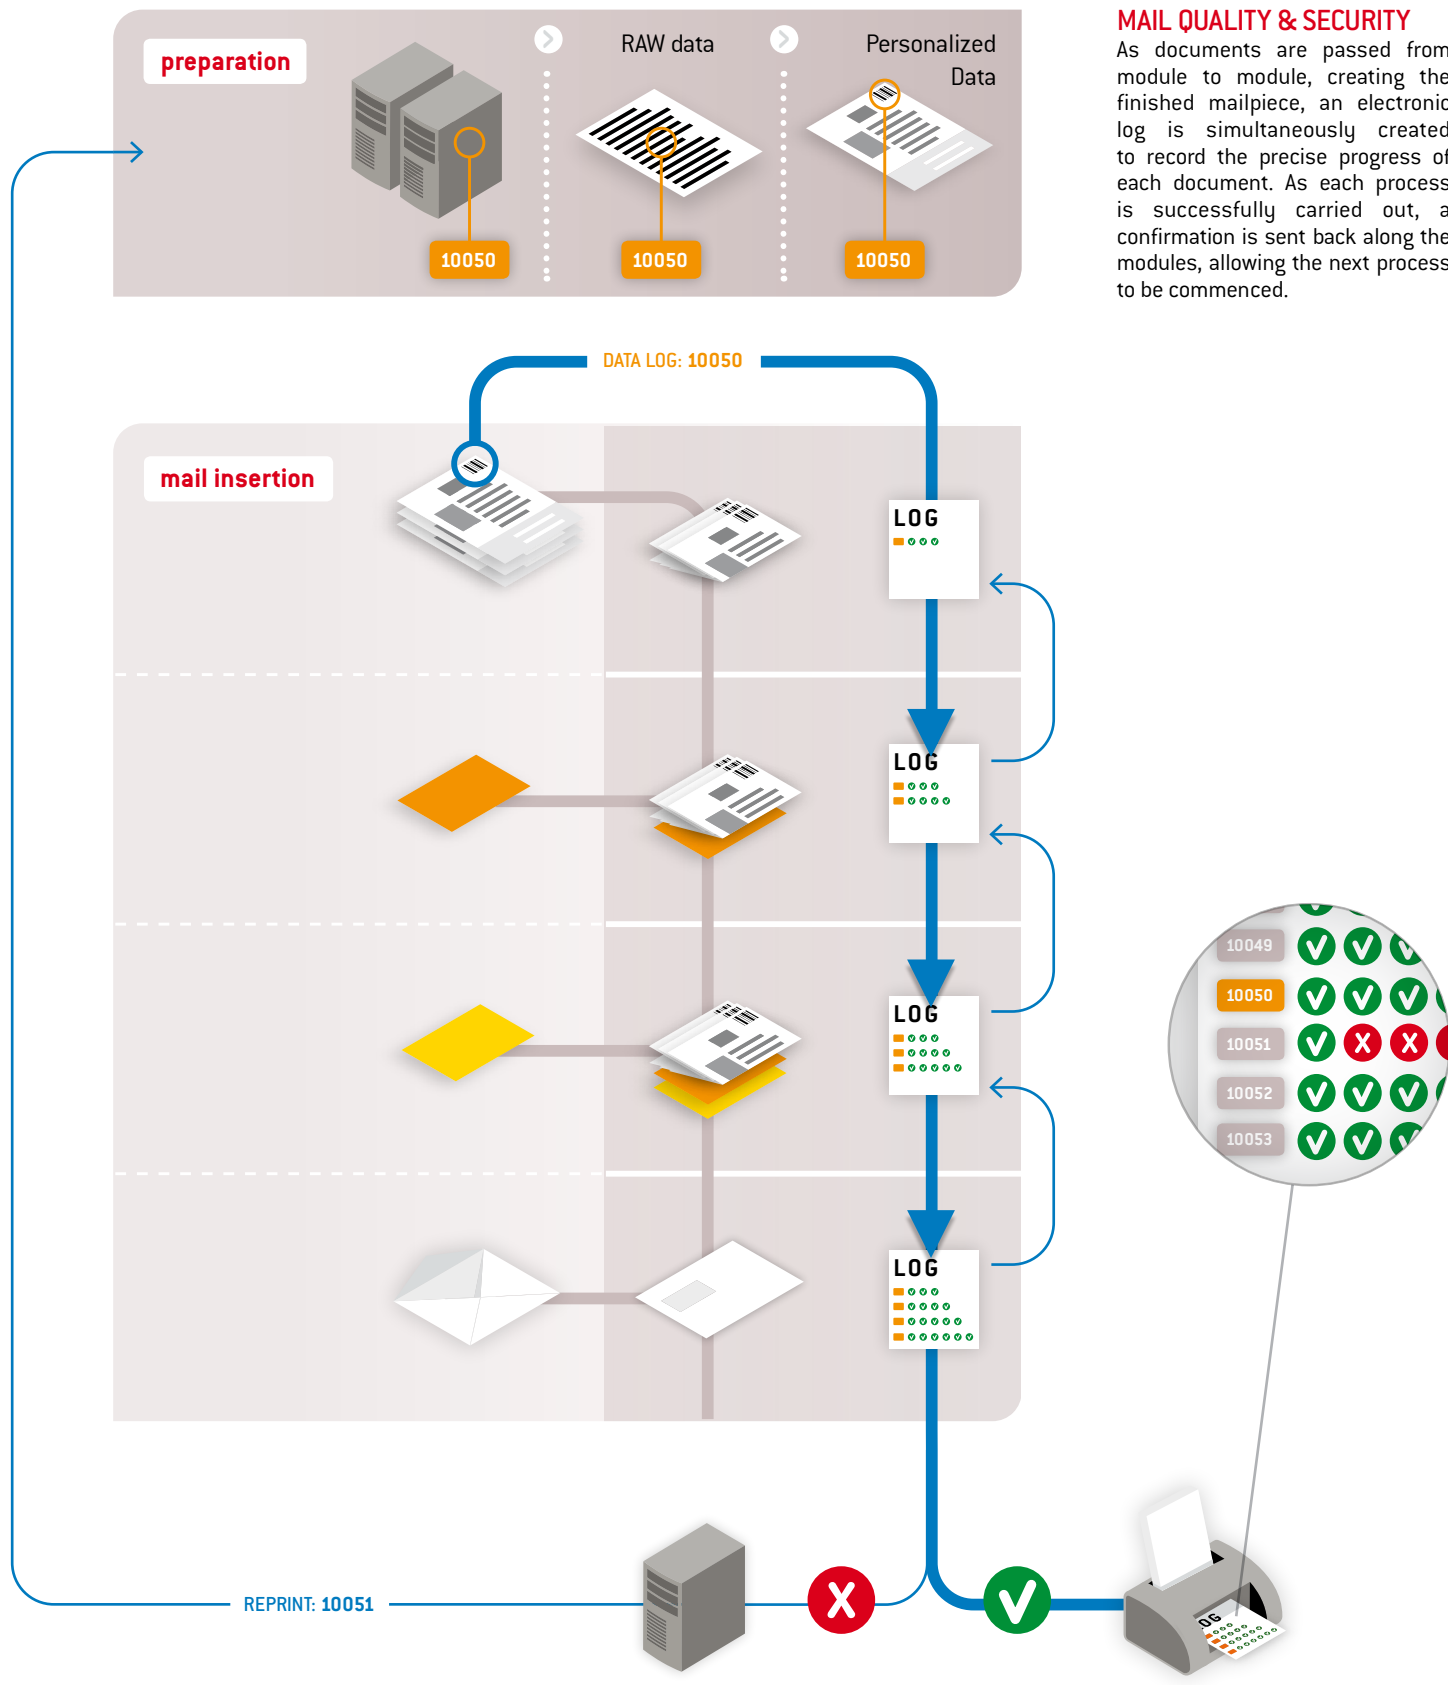 MAIL QUALITY & SECURITY
As documents are passed from
module to module, creating the
finished mailpiece, an electronic
log is simultaneously created
to record the precise progress of
each document. As each process
is successfully carried out, a
confirmation is sent back along the
modules, allowing the next process
to be commenced.
preparation
RAW data
Personalized
Data
10050
10050
10050
DATA LOG: 10050
mail insertion
LOG
LOG
LOG
LOG
10049
10050
10051
10052
10053
REPRINT: 10051
X
LOG